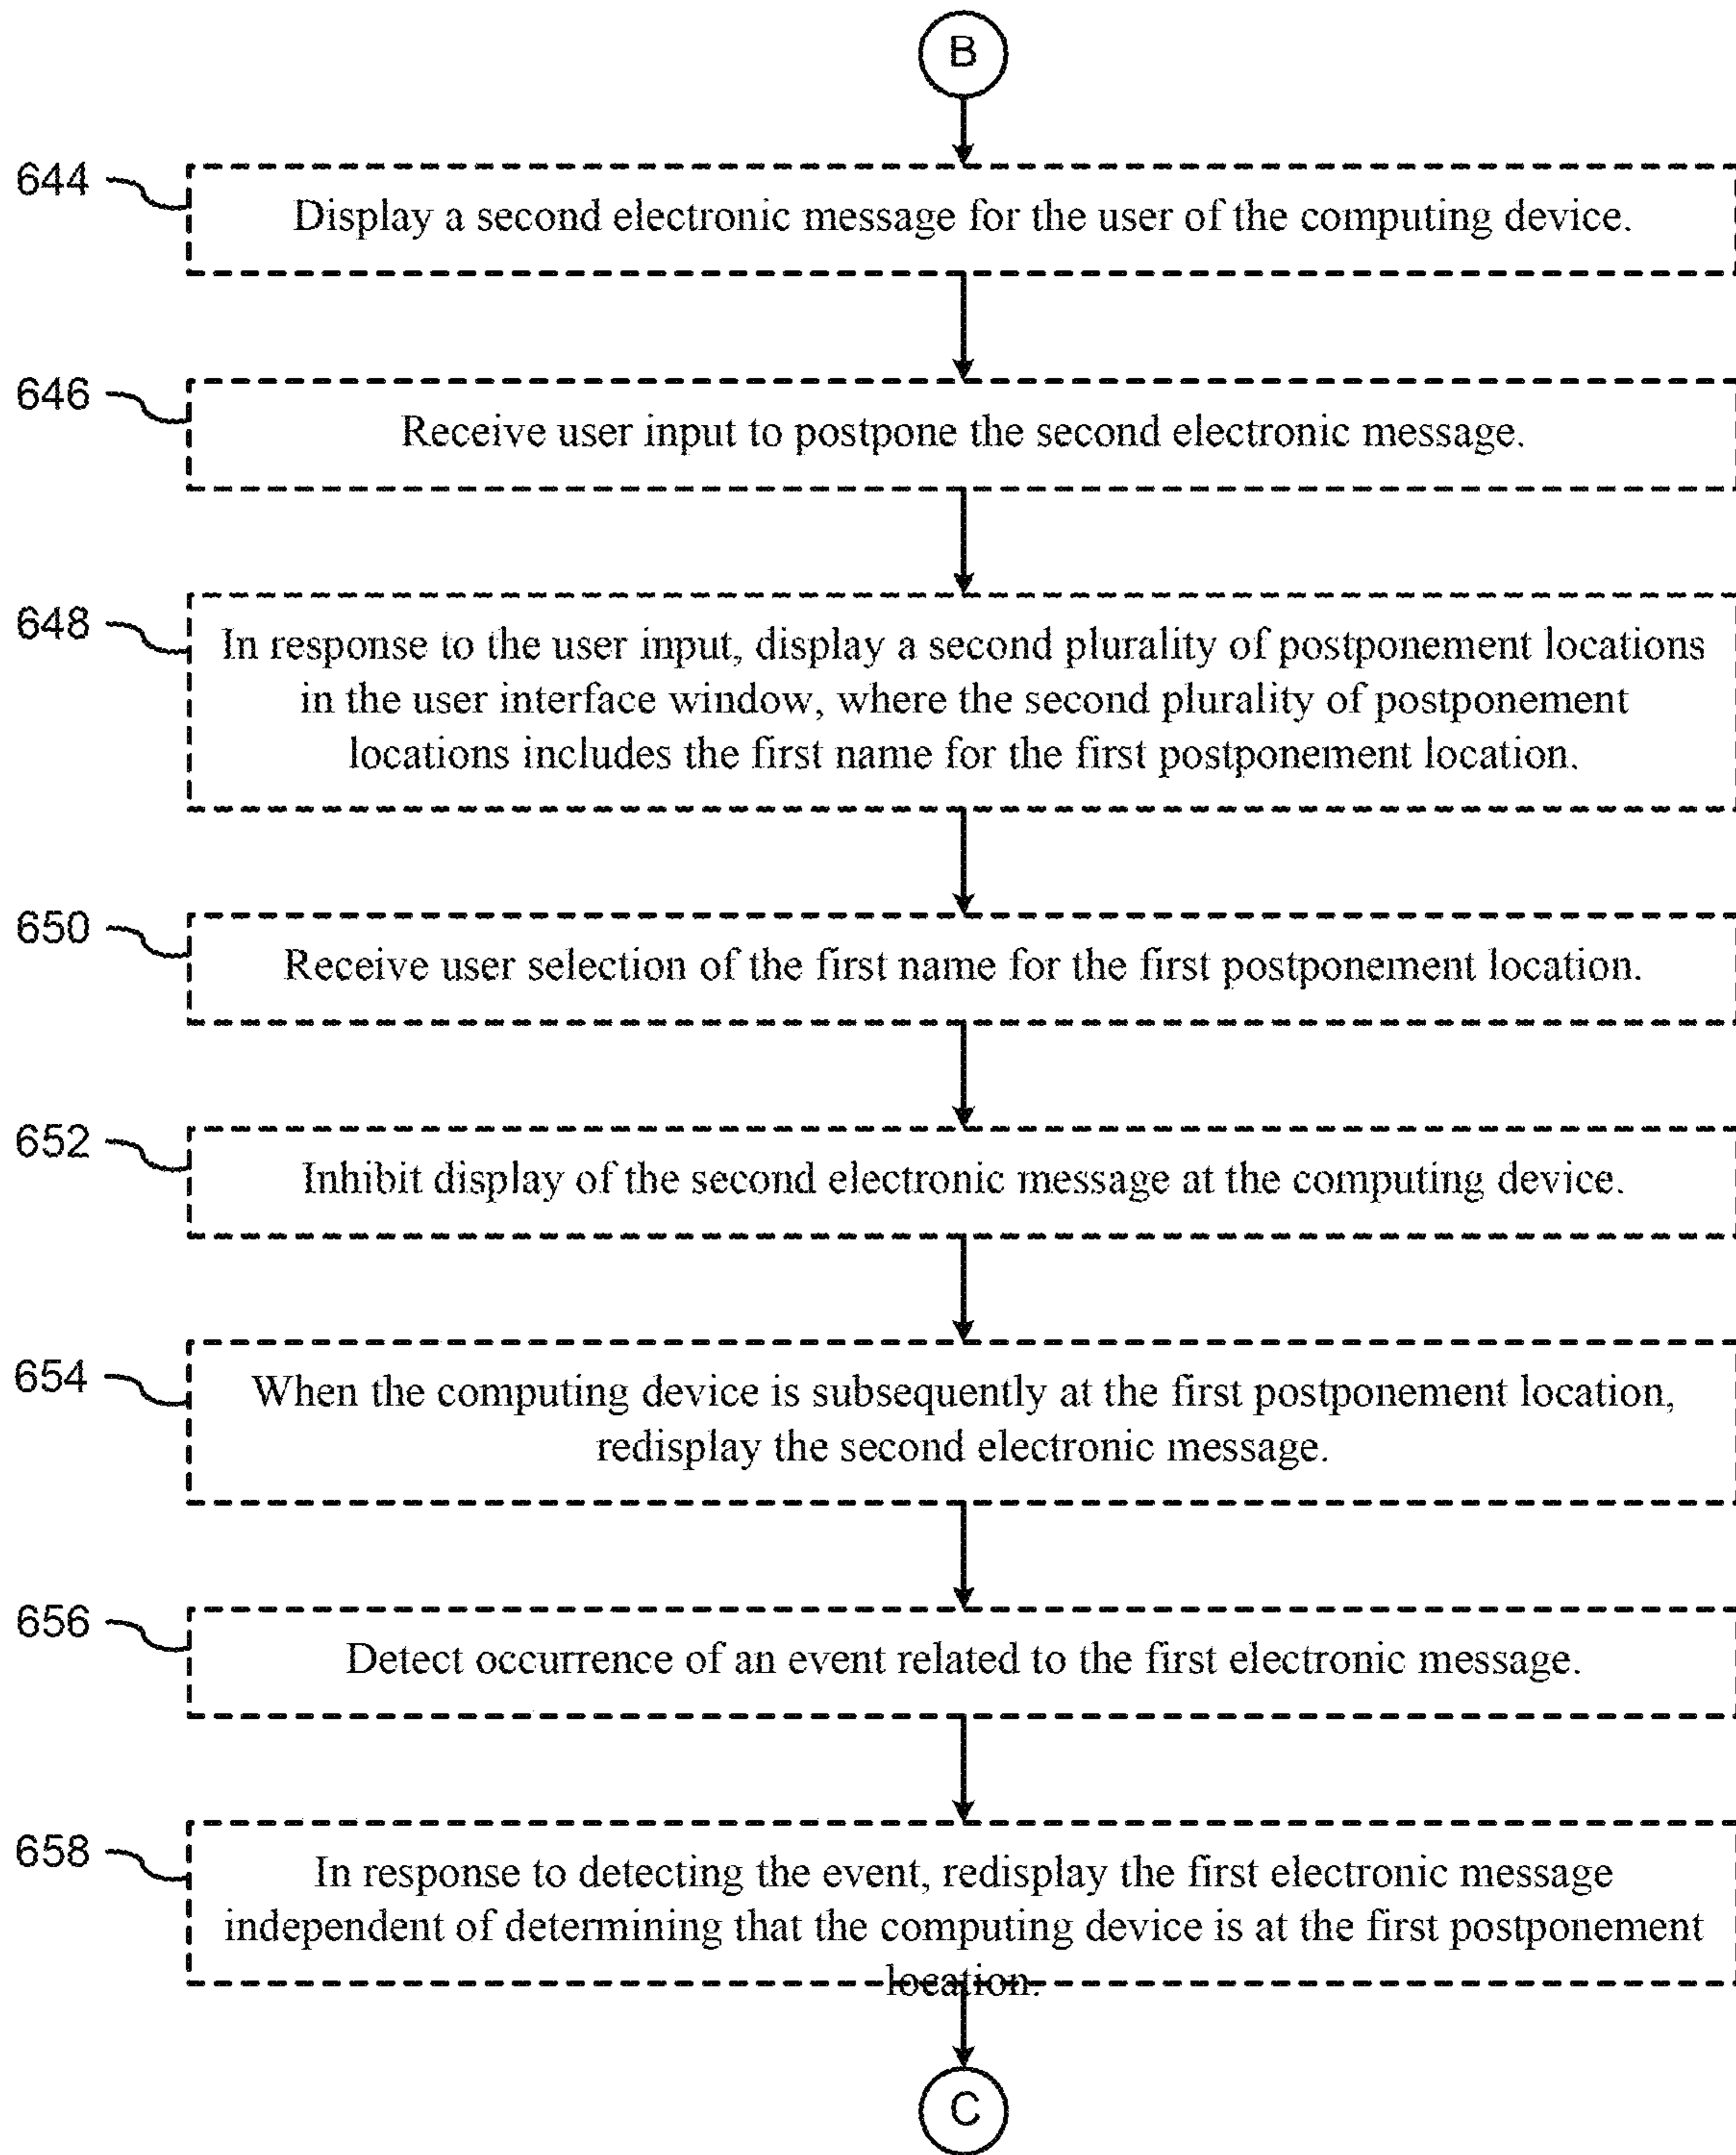 B
644
Display a second electronic message for the user of the computing device.
646
Receive user input to postpone the second electronic message.
648
In response to the user input, display a second plurality of postponement locations
in the user interface window, where the second plurality of postponement
locations includes the first name for the first postponement location.
650
Receive user selection of the first name for the first postponement location.
652
Inhibit display of the second electronic message at the computing device.
654
When the computing device is subsequently at the first postponement location,
redisplay the second electronic message.
656
Detect occurrence of an event related to the first electronic message.
658
In response to detecting the event, redisplay the first electronic message
independent of determining that the computing device is at the first postponement
location.
C